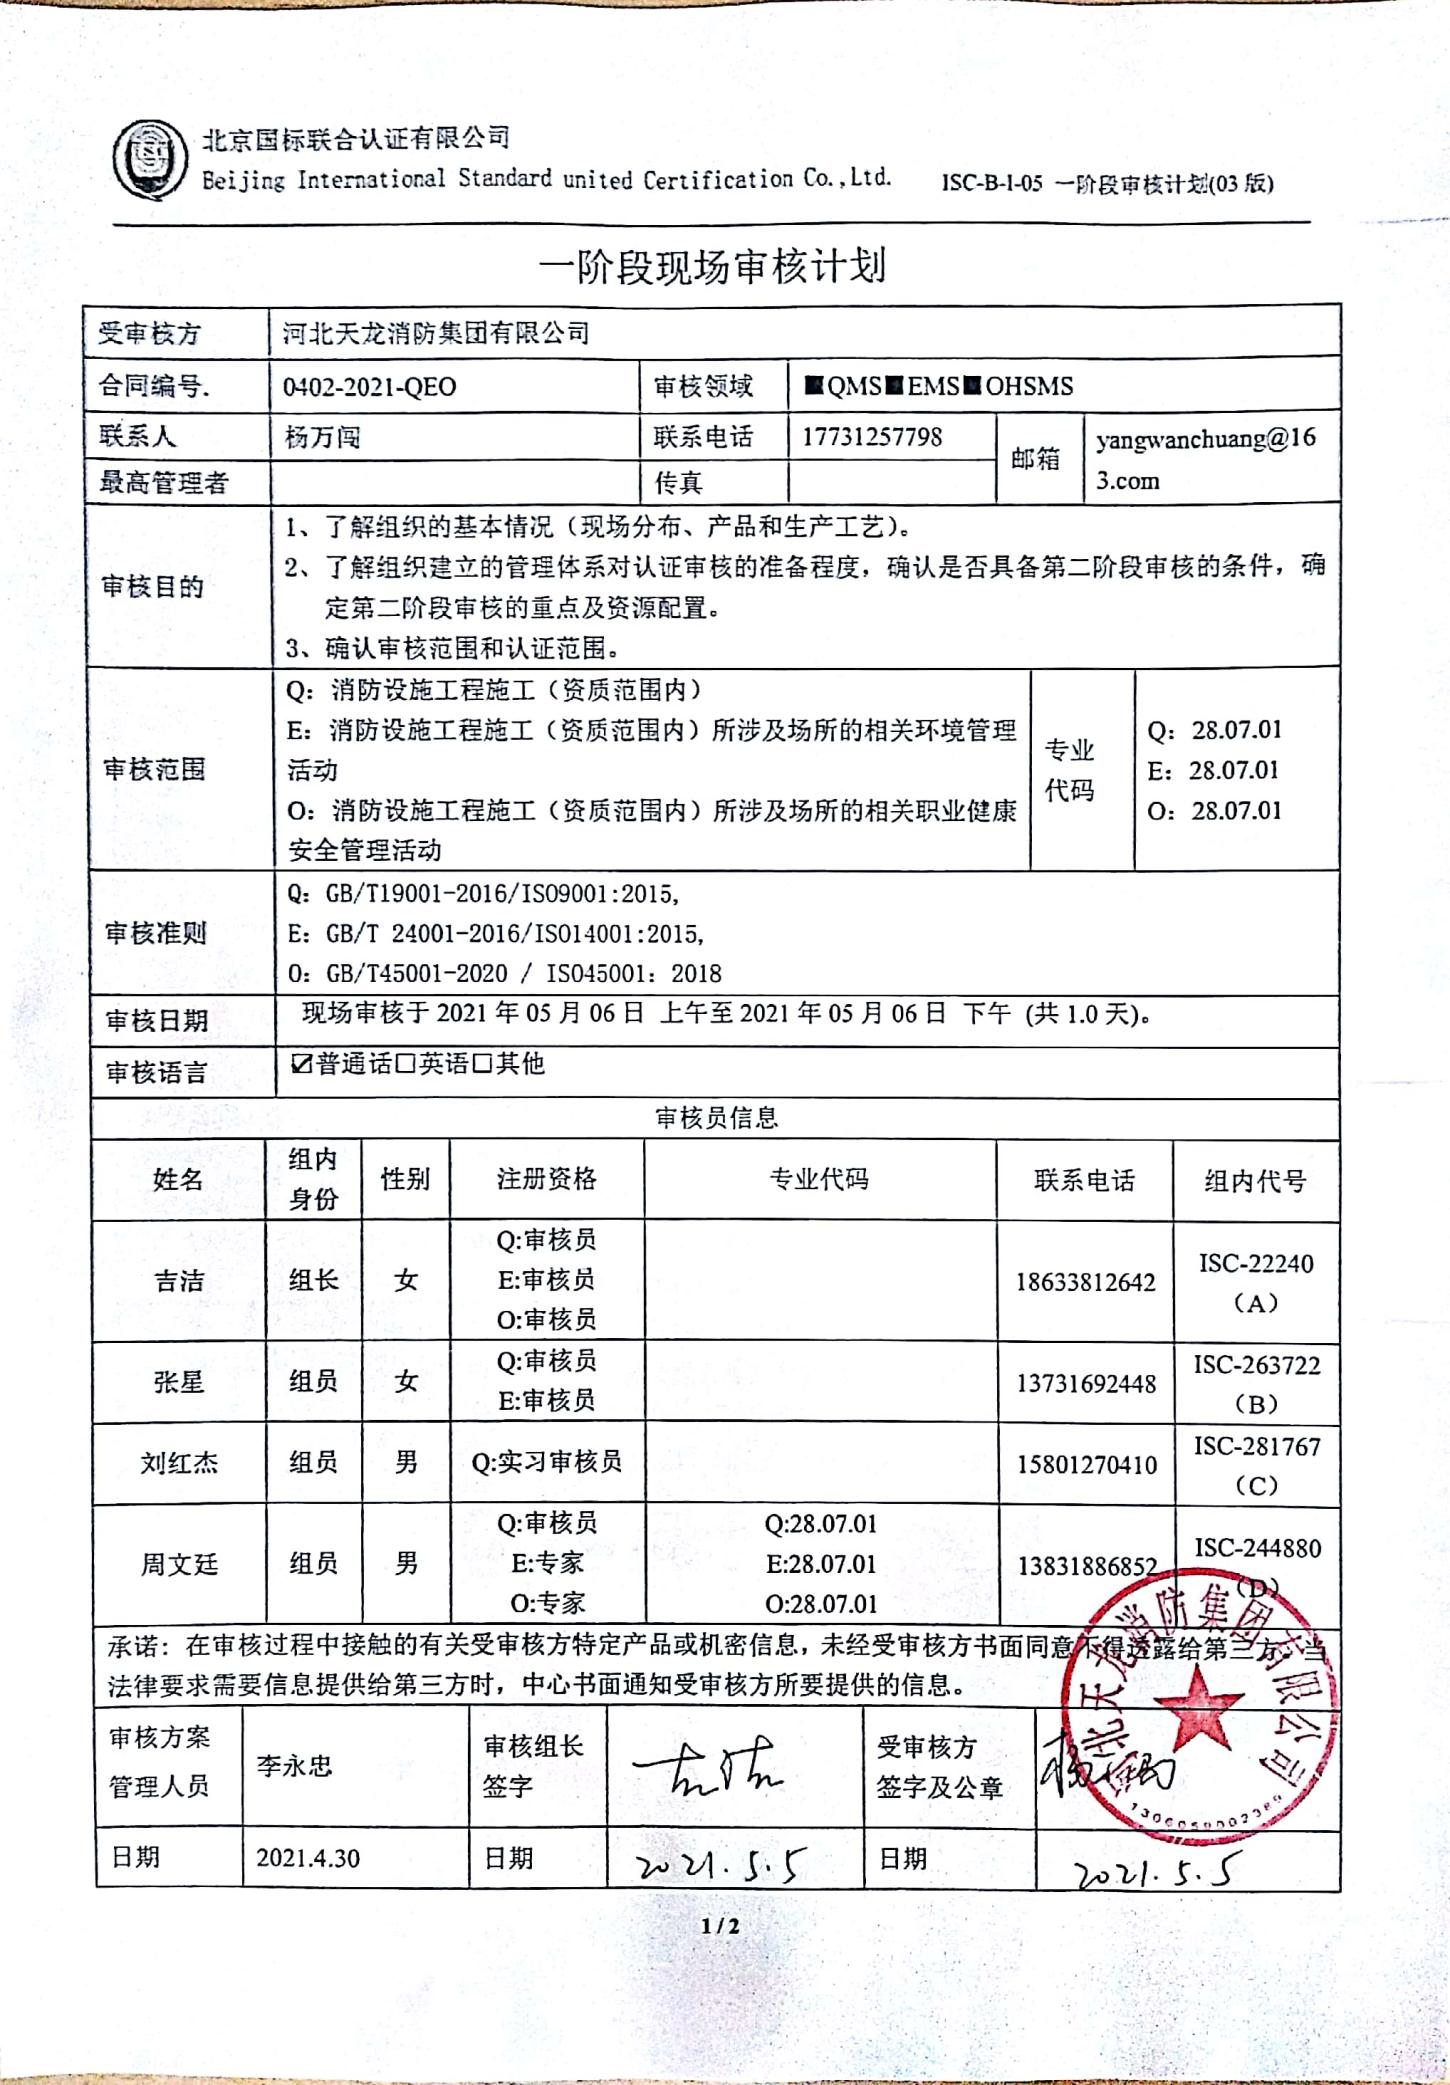 北京国标联合认证有限公司
Beijing International Standard united Certification Co.,Ltd.
ISC-B-I-05 一阶段审核计划(03 版)
一阶段现场审核计划
受审核方
河北天龙消防集团有限公司
合同编号.
0402-2021-QEO
审核领域
■QMS■EMS■OHSMS
联系人
杨万闯
联系电话
17731257798
邮箱
yangwanchuang@16
3.com
最高管理者
传真
审核目的
1、了解组织的基本情况（现场分布、产品和生产工艺）。
2、了解组织建立的管理体系对认证审核的准备程度，确认是否具备第二阶段审核的条件，确
定第二阶段审核的重点及资源配置。
3、确认审核范围和认证范围。
审核范围
Q：消防设施工程施工（资质范围内）
E：消防设施工程施工（资质范围内）所涉及场所的相关环境管理
活动
O：消防设施工程施工（资质范围内）所涉及场所的相关职业健康
安全管理活动
专业
代码
Q：28.07.01
E：28.07.01
O：28.07.01
审核准则
Q：GB/T19001-2016/ISO9001:2015,
E：GB/T 24001-2016/ISO14001:2015,
O：GB/T45001-2020 / ISO45001：2018
审核日期
现场审核于 2021 年 05 月 06 日 上午至 2021 年 05 月 06 日 下午 (共 1.0 天)。
审核语言
☑普通话□英语□其他
审核员信息
姓名
组内
身份
性别
注册资格
专业代码
联系电话
组内代号
吉洁
组长
女
Q:审核员
E:审核员
O:审核员
18633812642
ISC-22240
（A）
张星
组员
女
Q:审核员
E:审核员
13731692448
ISC-263722
（B）
刘红杰
组员
男
Q:实习审核员
15801270410
ISC-281767
（C）
周文廷
组员
男
Q:审核员
E:专家
O:专家
Q:28.07.01
E:28.07.01
O:28.07.01
13831886852
ISC-244880
（D）
承诺：在审核过程中接触的有关受审核方特定产品或机密信息，未经受审核方书面同意不得透露给第三方。当
法律要求需要信息提供给第三方时，中心书面通知受审核方所要提供的信息。
审核方案
管理人员
李永忠
审核组长
签字
吉洁
受审核方
签字及公章
河北天龙消防集团有限公司
日期
2021.4.30
日期
2021.5.5
日期
2021.5.5
1 / 2